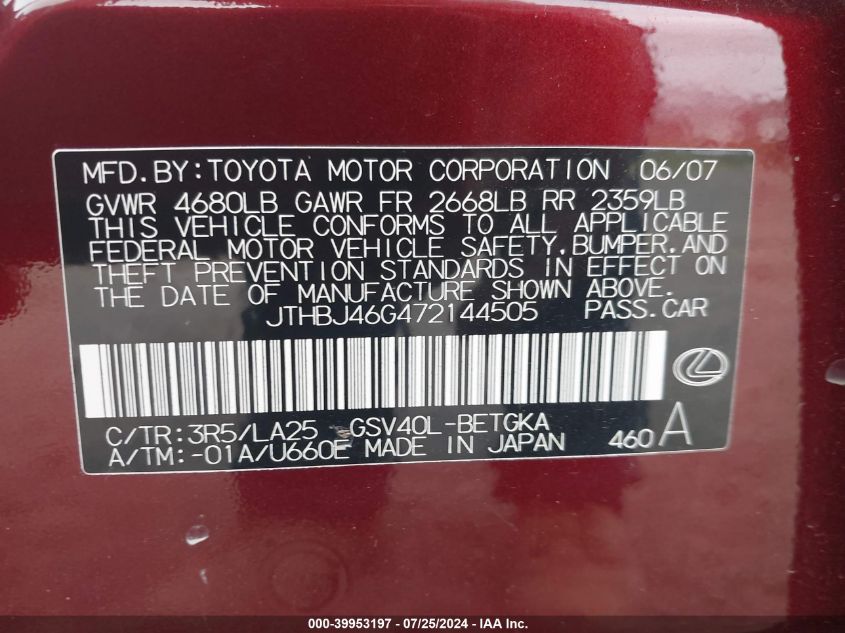 MFD.BY:TOYOTA MOTOR CORPORATION 06/07
GVWR 4680LB GAWR FR 2668LB RR 2359LB
THIS VEHICLE CONFORMS TO ALL APPLICABLE
FEDERAL MOTOR VEHICLE SAFETY,BUMPER,AND
THEFT PREVENTION STANDARDS IN EFFECT ON
THE DATE OF MANUFACTURE SHOWN ABOVE.
JTHBJ46G472144505 PASS.CAR
C/TR:3R5/LA25 GSV40L-BETGKA
A/TM:-01A/U660E MADE IN JAPAN 460A
000-39953197 - 07/25/2024 - IAA Holdings, LLC.